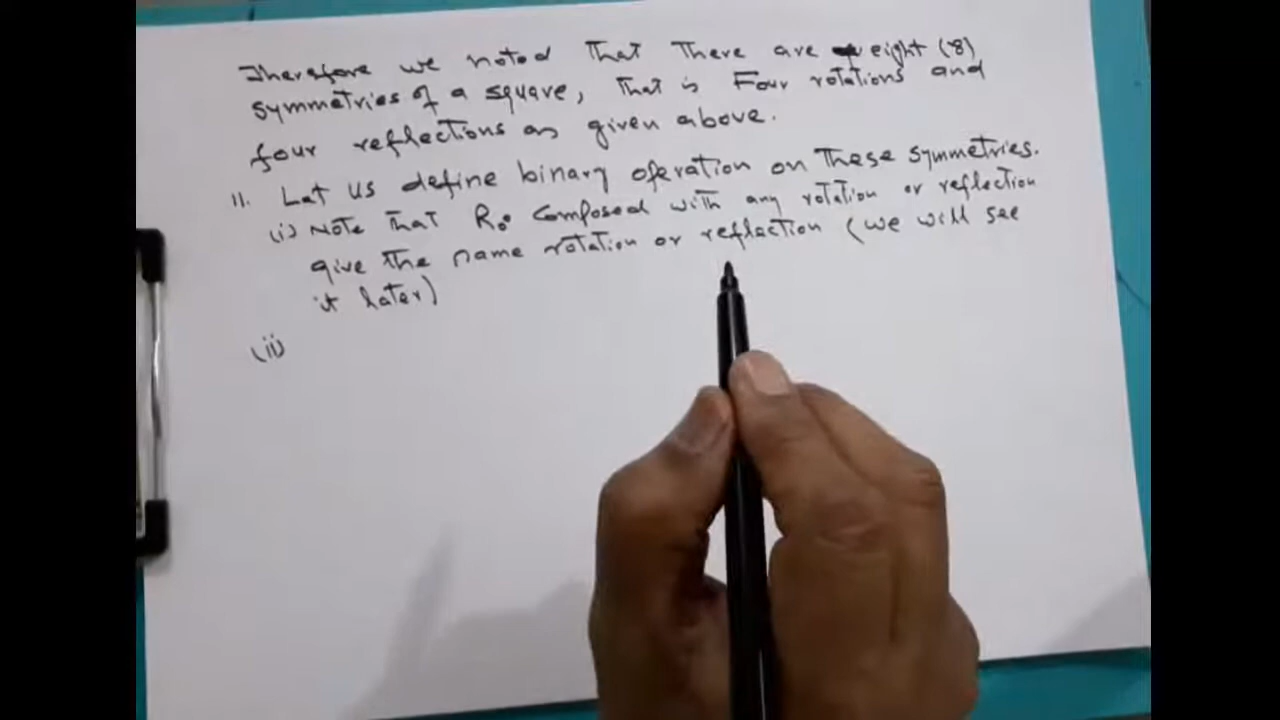 Therefore we noted that there are eight (8)
symmetries of a square, that is Four rotations and
four reflections as given above.
11. Let us define binary operation on these symmetries.
(i) Note that R₀° composed with any rotation or reflection
give the name rotation or reflection (we will see
it later)
(ii)